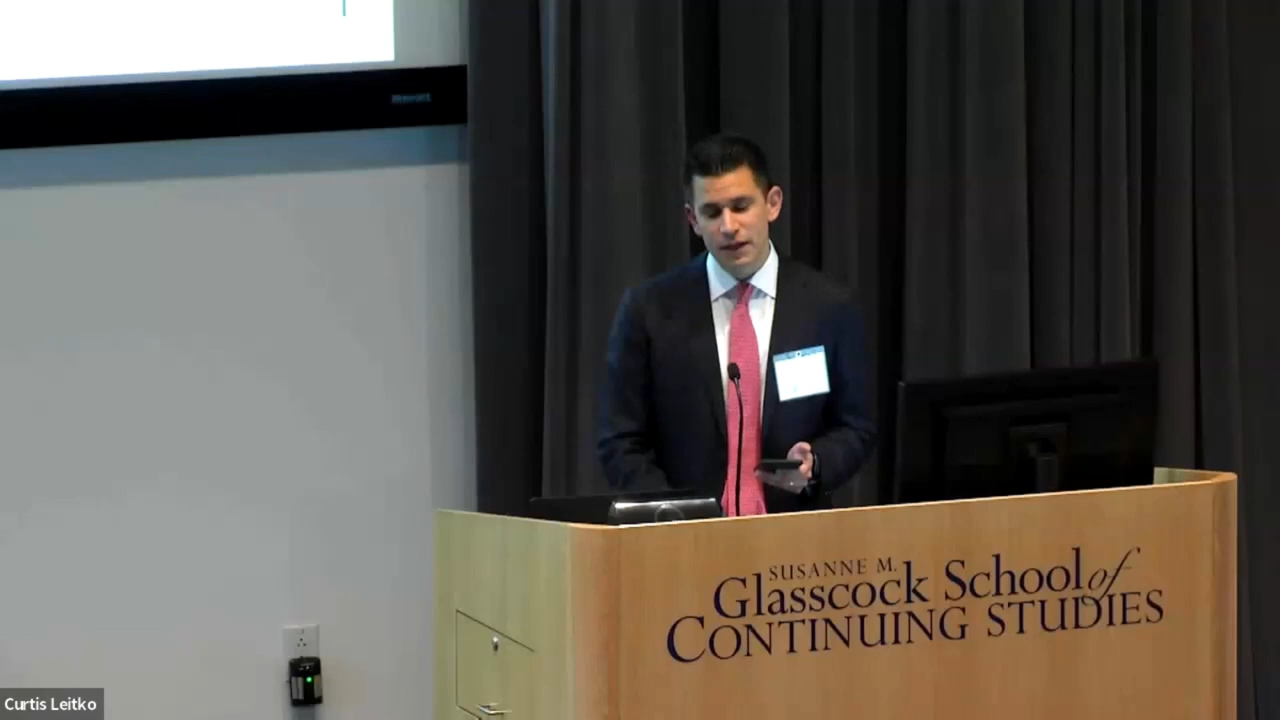 SUSANNE M.
Glasscock School of
CONTINUING STUDIES
Curtis Leitko